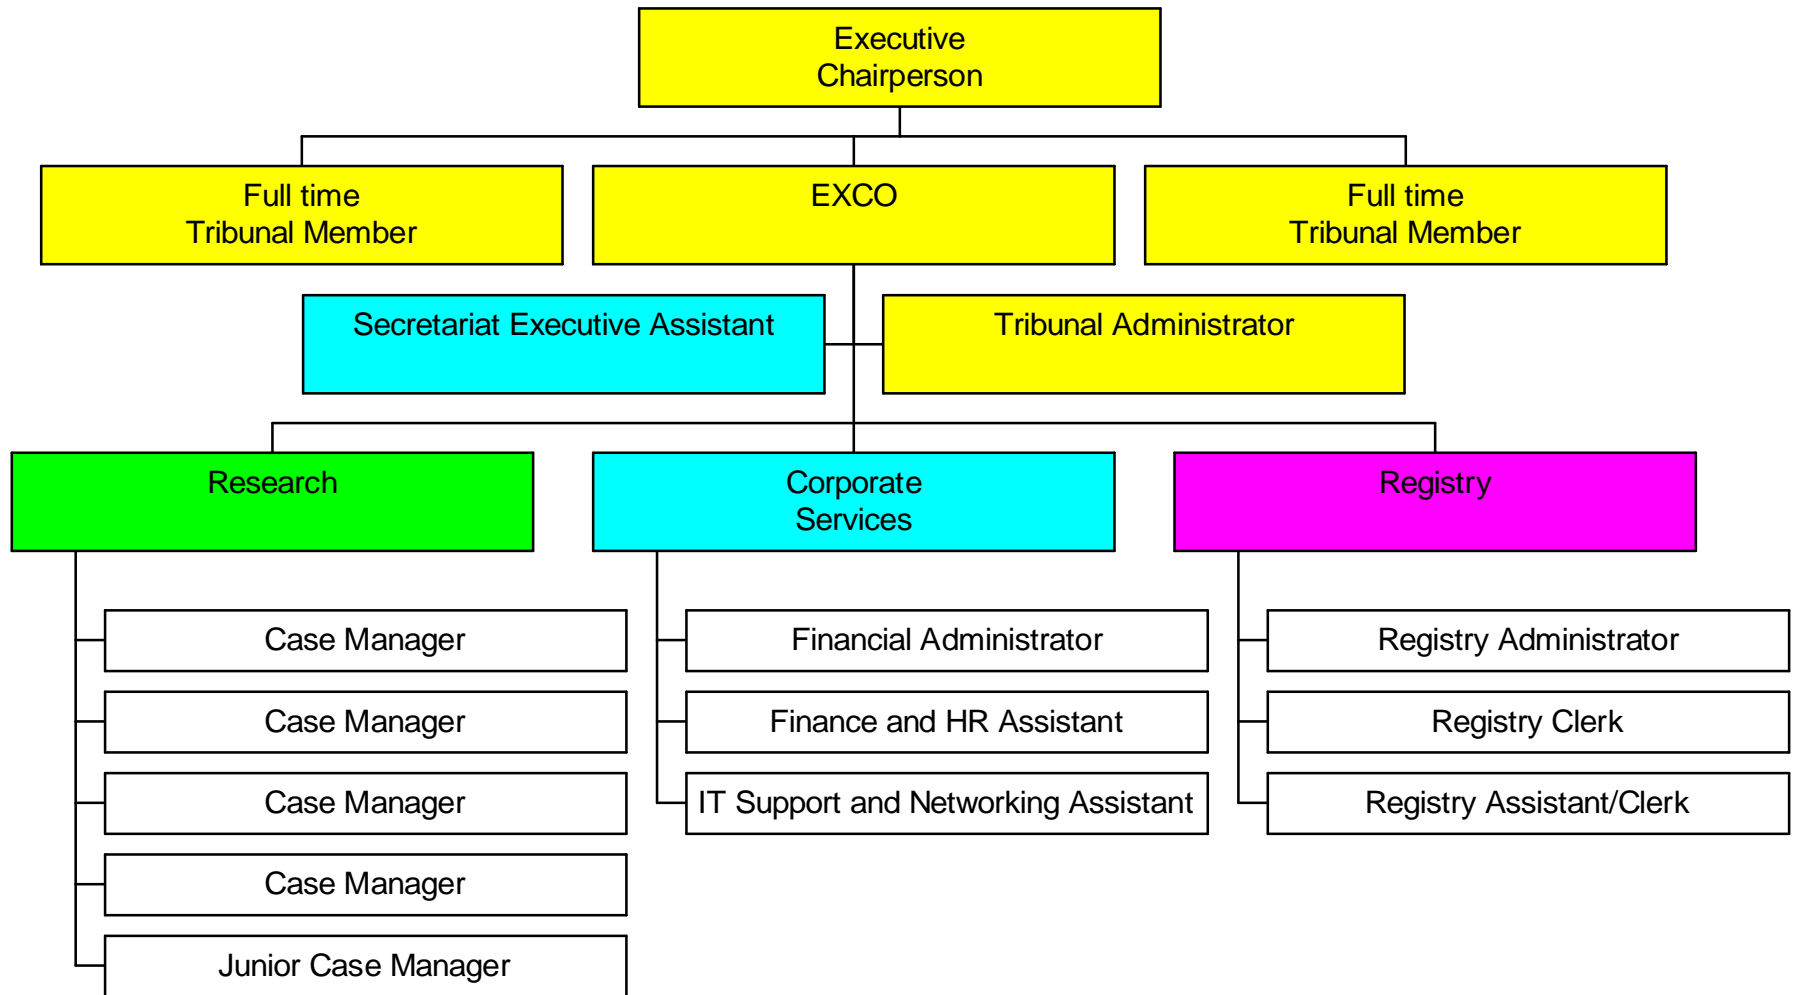 Executive
Chairperson
Full time
Tribunal Member
EXCO
Full time
Tribunal Member
Secretariat Executive Assistant
Tribunal Administrator
Research
Corporate
Services
Registry
Case Manager
Case Manager
Case Manager
Case Manager
Junior Case Manager
Financial Administrator
Finance and HR Assistant
IT Support and Networking Assistant
Registry Administrator
Registry Clerk
Registry Assistant/Clerk